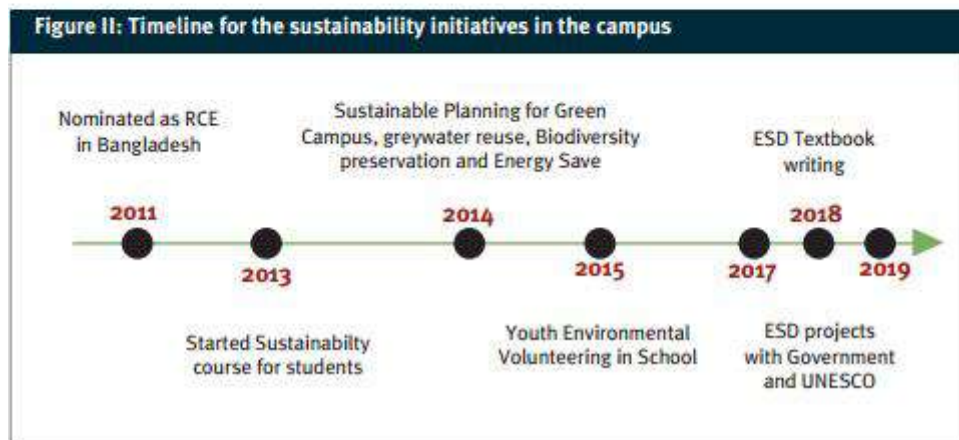 Figure II: Timeline for the sustainability initiatives in the campus
Nominated as RCE
in Bangladesh
Sustainable Planning for Green
Campus, greywater reuse, Biodiversity
preservation and Energy Save
ESD Textbook
writing
2011
2014
2018
2013
2015
2017
2019
Started Sustainabilty
course for students
Youth Environmental
Volunteering in School
ESD projects
with Government
and UNESCO